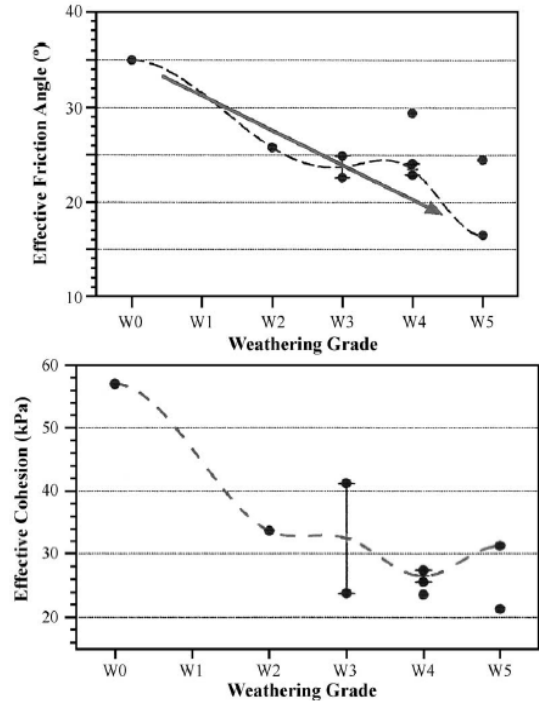 Effective Friction Angle (°)
40
30
20
10
W0 W1 W2 W3 W4 W5
Weathering Grade
Effective Cohesion (kPa)
60
50
40
30
20
W0 W1 W2 W3 W4 W5
Weathering Grade